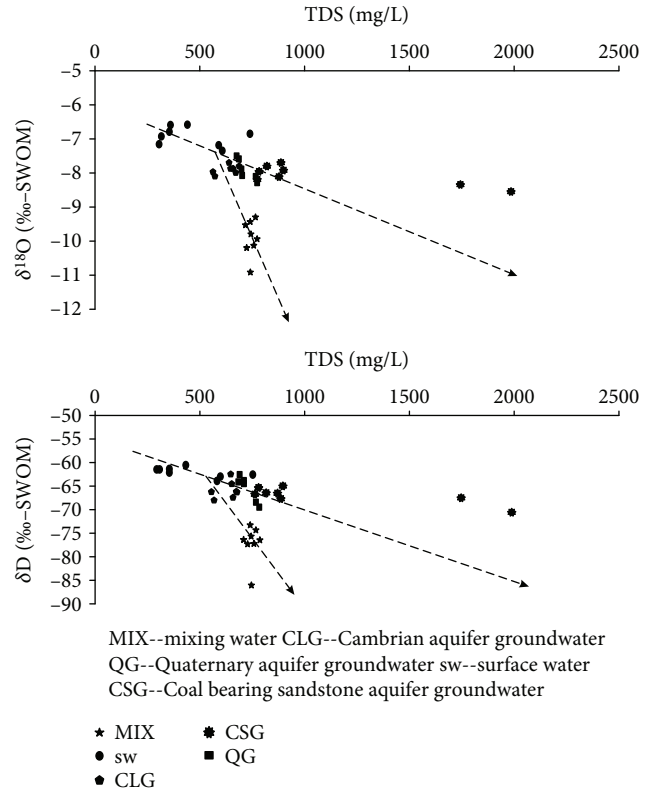 TDS (mg/L)
0 500 1000 1500 2000 2500
−5
−6
−7
−8
−9
−10
−11
−12
δ¹⁸O (‰–SWOM)
TDS (mg/L)
0 500 1000 1500 2000 2500
−50
−55
−60
−65
−70
−75
−80
−85
−90
δD (‰–SWOM)
MIX--mixing water CLG--Cambrian aquifer groundwater
QG--Quaternary aquifer groundwater sw--surface water
CSG--Coal bearing sandstone aquifer groundwater
MIX CSG
sw QG
CLG